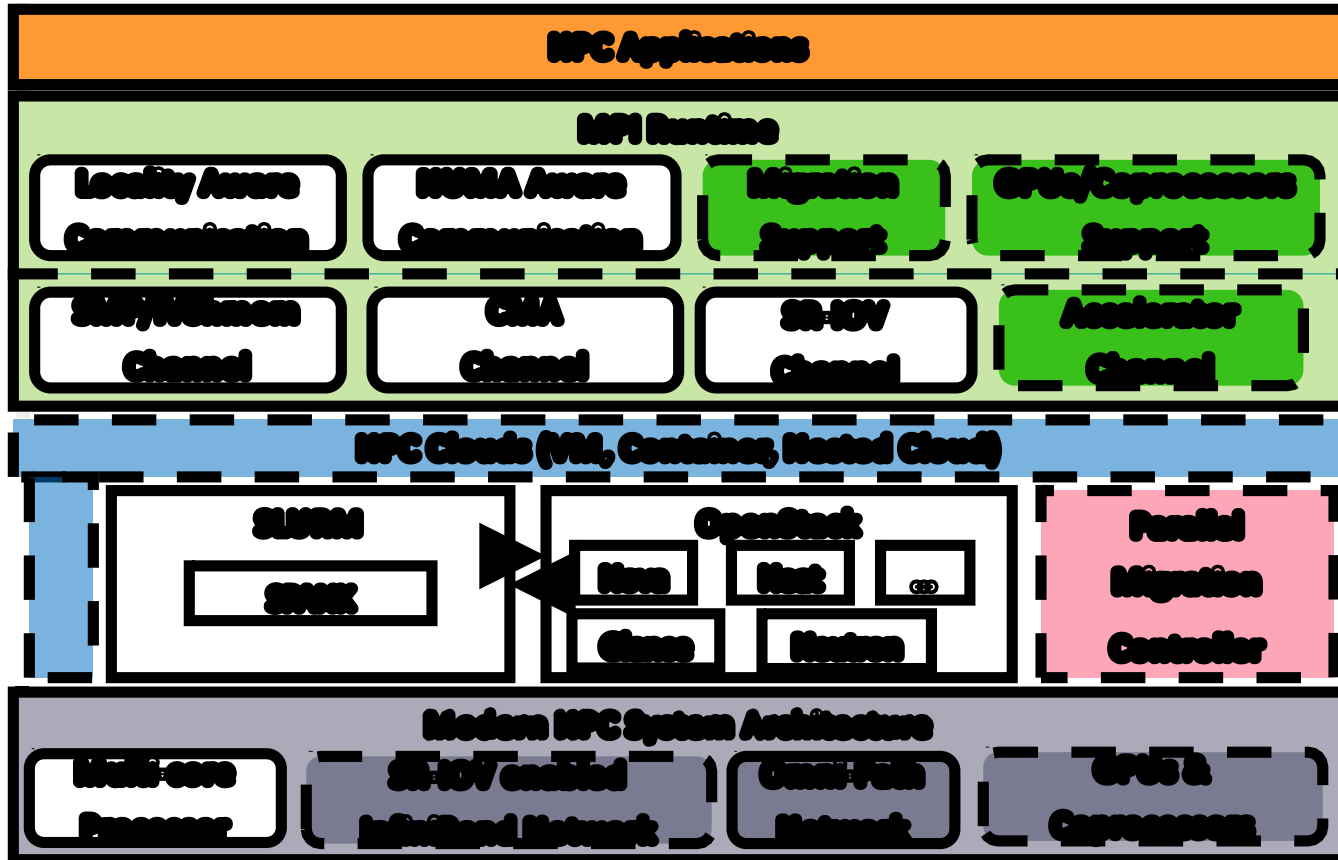 HPC Applications
MPI Runtime
Locality Aware
Communication
NUMA Aware
Communication
Migration
Support
GPUs/Coprocessors
Support
Channel
CMA
Channel
SR-IOV
Channel
Accelerator
Channel
HPC Clouds (VM, Container, Nested Cloud)
SLURM
SPANK
OpenStack
Nova
Heat
Glance
Neutron
Parallel
Migration
Controller
Modern HPC System Architecture
Multi-core
Processor
SR-IOV enabled
InfiniBand Network
Omni-Path
Network
GPUs &
Coprocessors